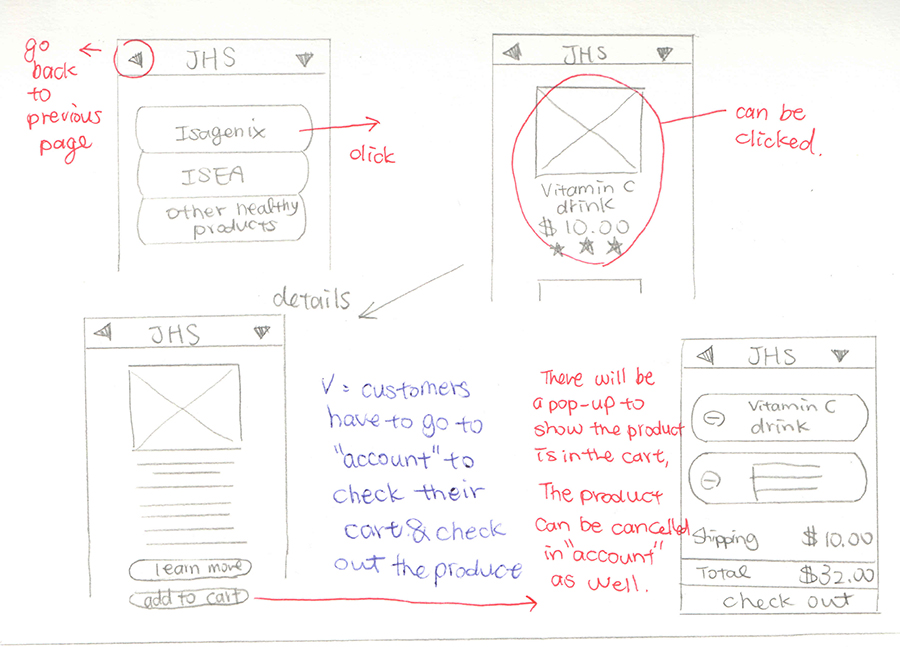 go
back
to
previous
page
JHS
Isagenix
click
ISEA
other healthy
products
JHS
Vitamin C
drink
$10.00
can be
clicked.
details
JHS
learn more
add to cart
V = customers
have to go to
"account" to
check their
cart & check
out the product
There will be
a pop-up to
show the product
is in the cart,
The product
can be cancelled
in "account"
as well.
JHS
Vitamin C
drink
Shipping $10.00
Total $32.00
check out